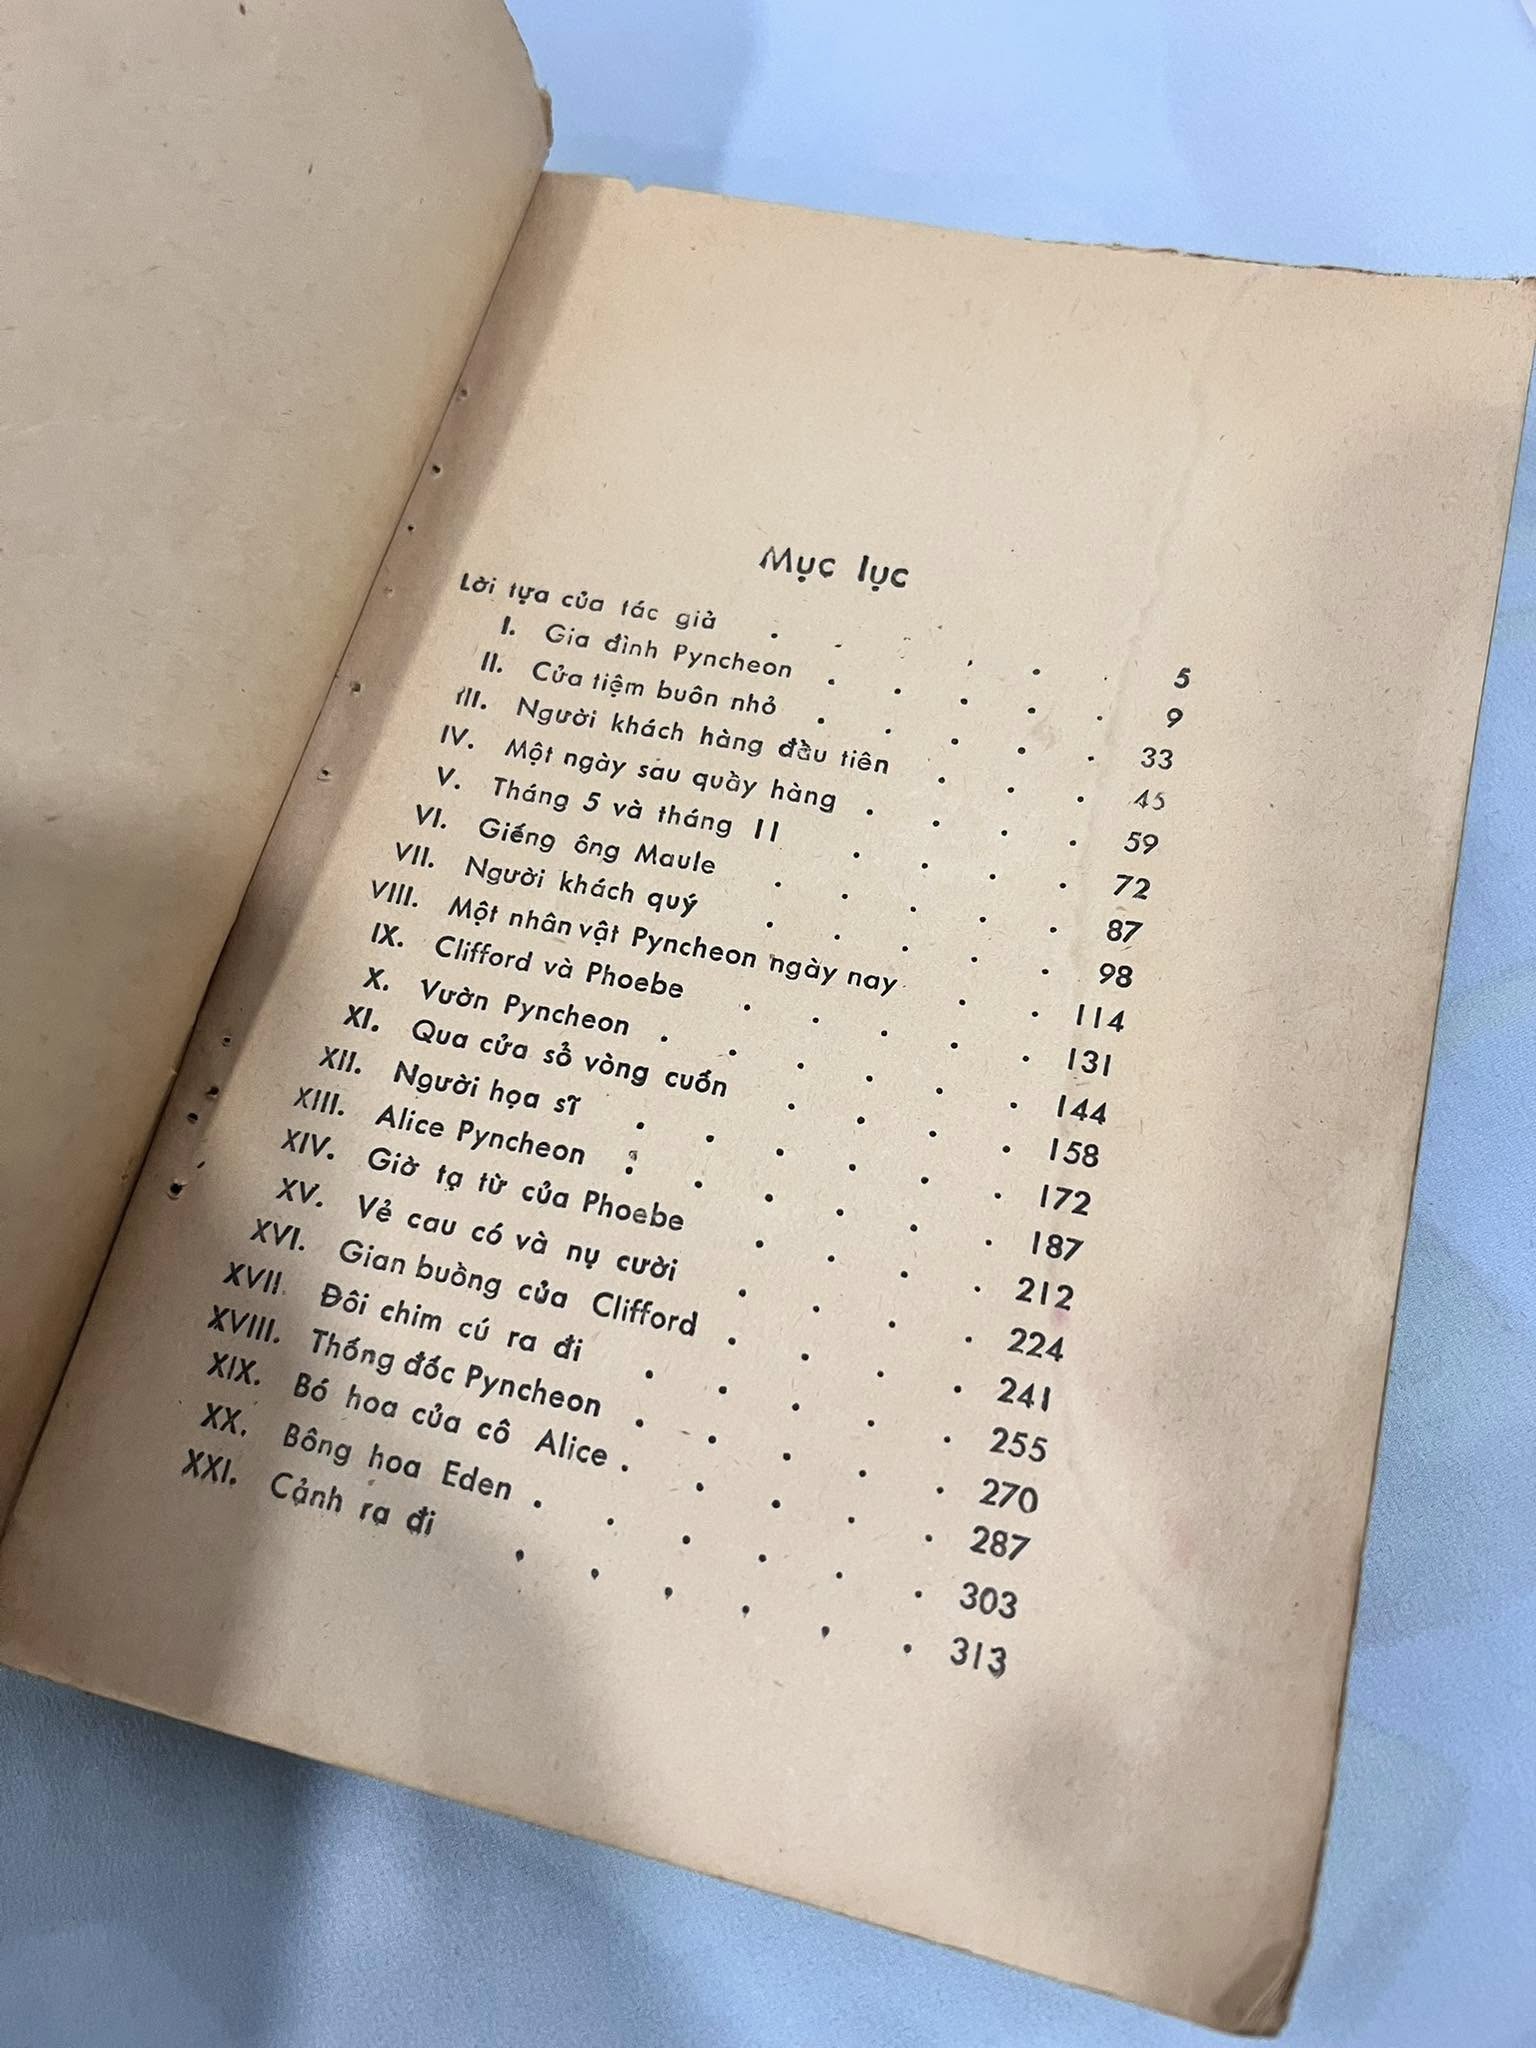 Mục lục
Lời tựa của tác giả . . . . . 5
I. Gia đình Pyncheon . . . . . 9
II. Cửa tiệm buôn nhỏ . . . . . 33
III. Người khách hàng đầu tiên . . . 45
IV. Một ngày sau quầy hàng . . . . 59
V. Tháng 5 và tháng 11 . . . . 72
VI. Giếng ông Maule . . . . . 87
VII. Người khách quý . . . . . 98
VIII. Một nhân vật Pyncheon ngày nay . . 114
IX. Clifford và Phoebe . . . . . 131
X. Vườn Pyncheon . . . . . . 144
XI. Qua cửa sổ vòng cuốn . . . . 158
XII. Người họa sĩ . . . . . . 172
XIII. Alice Pyncheon . . . . . . 187
XIV. Giờ tạ từ của Phoebe . . . . 212
XV. Vẻ cau có và nụ cười . . . . 224
XVI. Gian buồng của Clifford . . . . 241
XVII. Đôi chim cú ra đi . . . . . 255
XVIII. Thống đốc Pyncheon . . . . . 270
XIX. Bó hoa của cô Alice . . . . . 287
XX. Bông hoa Eden . . . . . . 303
XXI. Cảnh ra đi . . . . . . 313